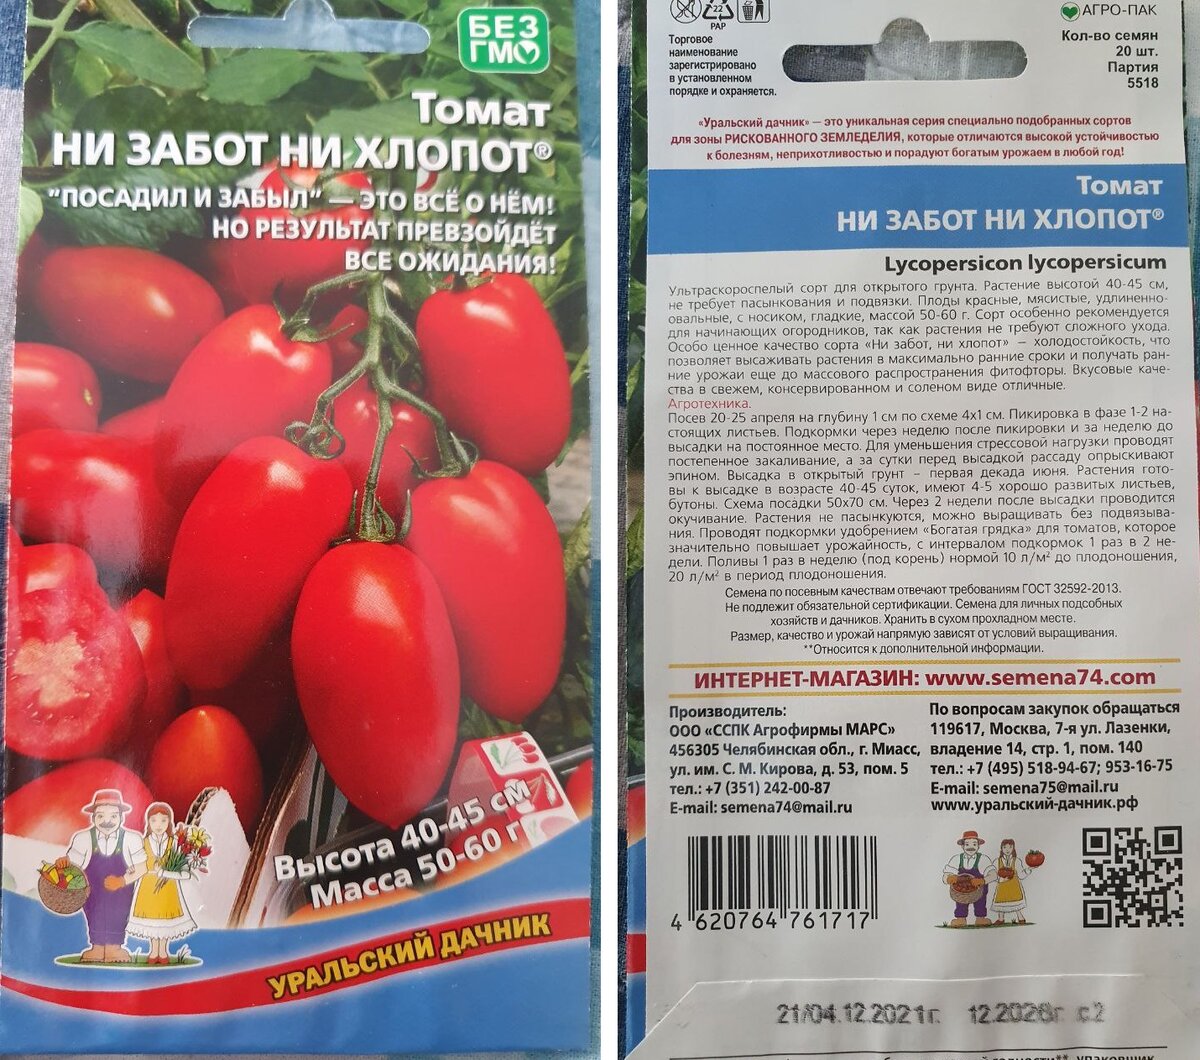 БЕЗ
ГМО
Томат
НИ ЗАБОТ НИ ХЛОПОТ®
"ПОСАДИЛ И ЗАБЫЛ" — ЭТО ВСЁ О НЁМ!
НО РЕЗУЛЬТАТ ПРЕВЗОЙДЁТ
ВСЕ ОЖИДАНИЯ!
Высота 40-45 см
Масса 50-60 г
УРАЛЬСКИЙ ДАЧНИК
22
PAP
Торговое
наименование
зарегистрировано
в установленном
порядке и охраняется.
АГРО-ПАК
Кол-во семян
20 шт.
Партия
5518
«Уральский дачник» — это уникальная серия специально подобранных сортов
для зоны РИСКОВАННОГО ЗЕМЛЕДЕЛИЯ, которые отличаются высокой устойчивостью
к болезням, неприхотливостью и порадуют богатым урожаем в любой год!
Томат
НИ ЗАБОТ НИ ХЛОПОТ®
Lycopersicon lycopersicum
Ультраскороспелый сорт для открытого грунта. Растение высотой 40-45 см,
не требует пасынкования и подвязки. Плоды красные, мясистые, удлиненно-
овальные, с носиком, гладкие, массой 50-60 г. Сорт особенно рекомендуется
для начинающих огородников, так как растения не требуют сложного ухода.
Особо ценное качество сорта «Ни забот, ни хлопот» — холодостойкость, что
позволяет высаживать растения в максимально ранние сроки и получать ран-
ние урожаи еще до массового распространения фитофторы. Вкусовые каче-
ства в свежем, консервированном и соленом виде отличные.
Агротехника.
Посев 20-25 апреля на глубину 1 см по схеме 4х1 см. Пикировка в фазе 1-2 на-
стоящих листьев. Подкормки через неделю после пикировки и за неделю до
высадки на постоянное место. Для уменьшения стрессовой нагрузки проводят
постепенное закаливание, а за сутки перед высадкой рассаду опрыскивают
эпином. Высадка в открытый грунт – первая декада июня. Растения гото-
вы к высадке в возрасте 40-45 суток, имеют 4-5 хорошо развитых листьев,
бутоны. Схема посадки 50х70 см. Через 2 недели после высадки проводится
окучивание. Растения не пасынкуются, можно выращивать без подвязыва-
ния. Проводят подкормки удобрением «Богатая грядка» для томатов, которое
значительно повышает урожайность, с интервалом подкормок 1 раз в 2 не-
дели. Поливы 1 раз в неделю (под корень) нормой 10 л/м² до плодоношения,
20 л/м² в период плодоношения.
Семена по посевным качествам отвечают требованиям ГОСТ 32592-2013.
Не подлежит обязательной сертификации. Семена для личных подсобных
хозяйств и дачников. Хранить в сухом прохладном месте.
Размер, качество и урожай напрямую зависят от условий выращивания.
**Относится к дополнительной информации.
ИНТЕРНЕТ-МАГАЗИН: www.semena74.com
Производитель:
ООО «ССПК Агрофирмы МАРС»
456305 Челябинская обл., г. Миасс,
ул. им. С. М. Кирова, д. 53, пом. 5
тел.: +7 (351) 242-00-87
E-mail: semena74@mail.ru
По вопросам закупок обращаться
119617, Москва, 7-я ул. Лазенки,
владение 14, стр. 1, пом. 140
тел.: +7 (495) 518-94-67; 953-16-75
E-mail: semena75@mail.ru
www.уральский-дачник.рф
4 620764 761717
21/04.12.2021г. 12.2026г. с.2